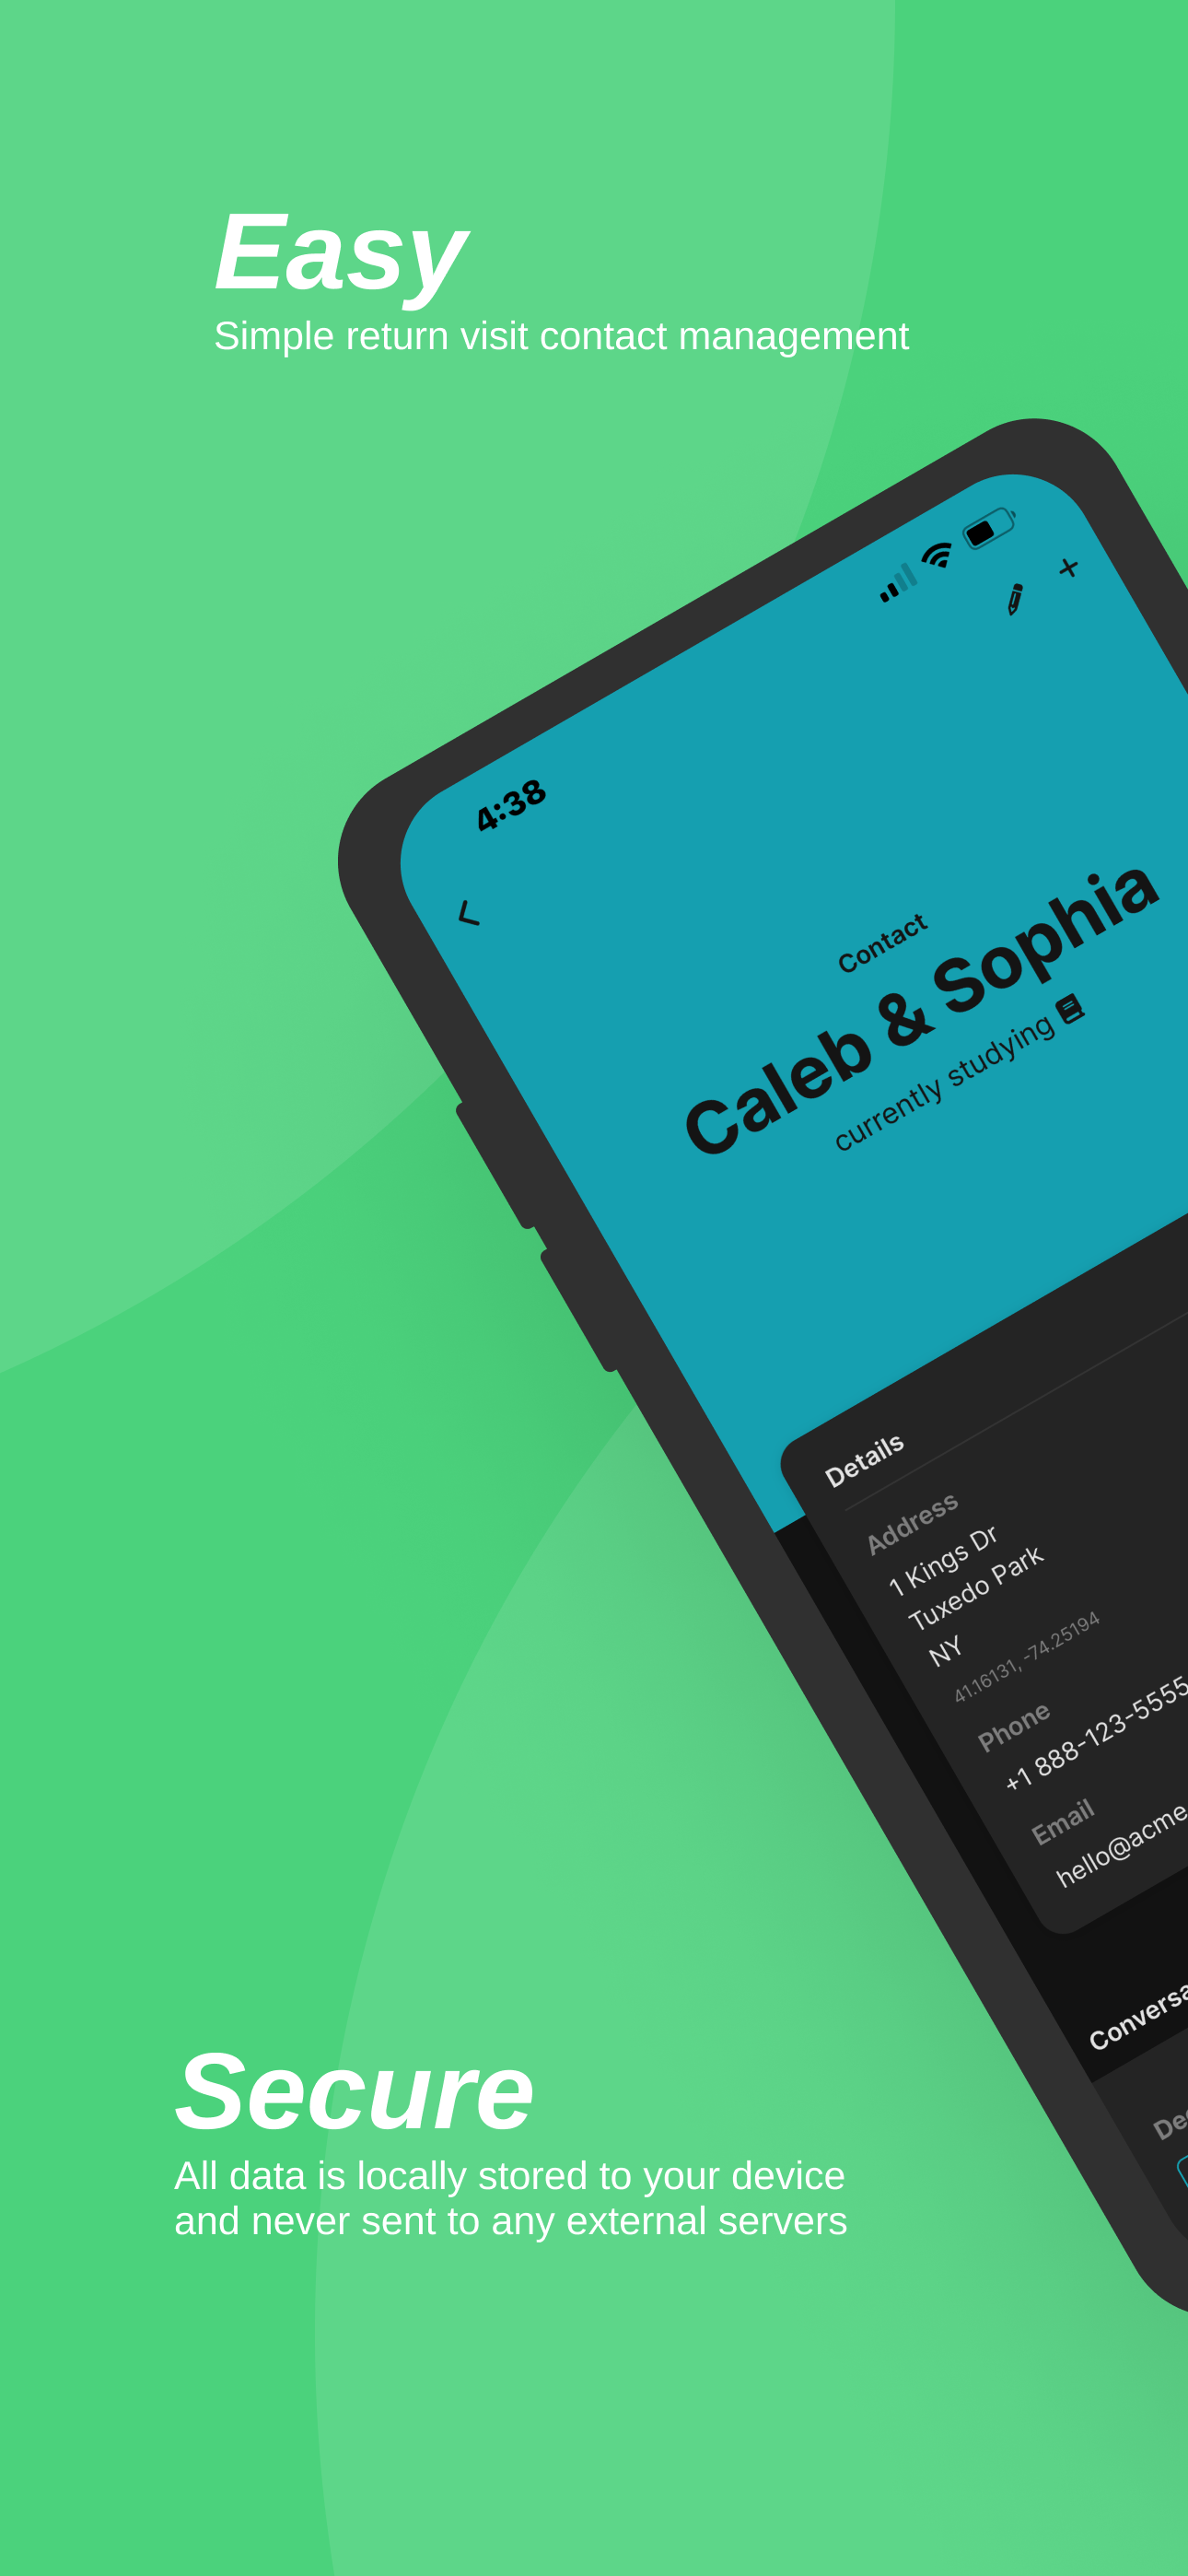 Easy
Simple return visit contact management
4:38
Contact
Caleb & Sophia
currently studying
Details
Address
1 Kings Dr
Tuxedo Park
NY
41.16131, -74.25194
Phone
+1 888-123-5555
Email
hello@acme.
Secure
All data is locally stored to your device
and never sent to any external servers